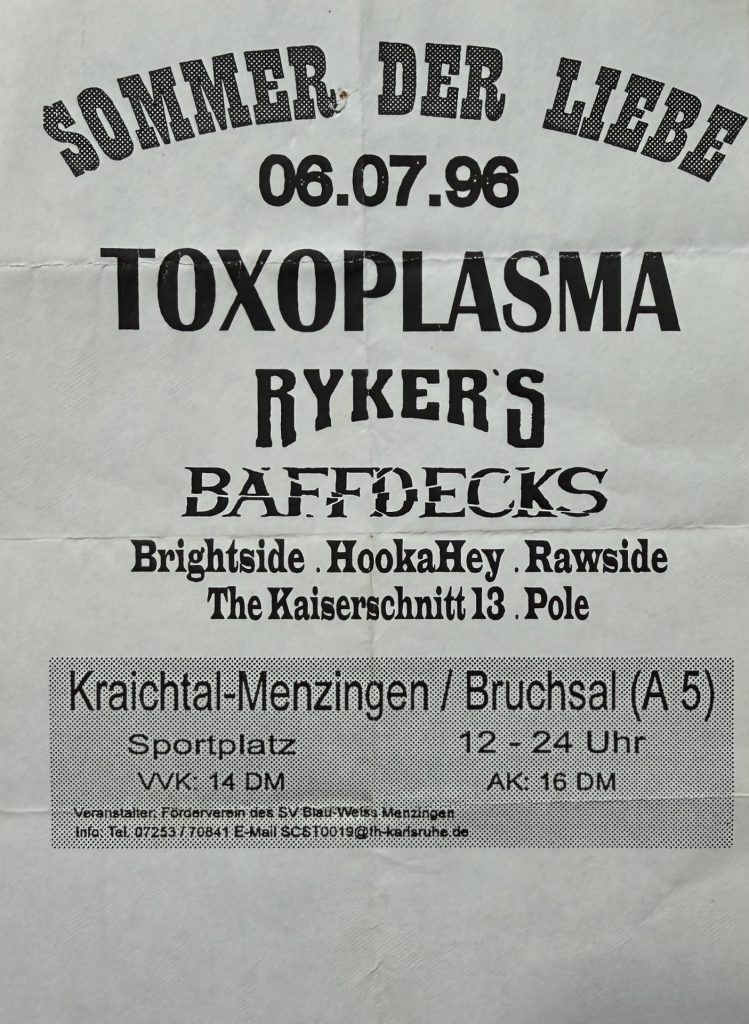 SOMMER DER LIEBE
06.07.96
TOXOPLASMA
RYKER'S
BAFFDECKS
Brightside . HookaHey . Rawside
The Kaiserschnitt 13 . Pole
Kraichtal-Menzingen / Bruchsal (A 5)
Sportplatz 12 - 24 Uhr
VVK: 14 DM AK: 16 DM
Veranstalter: Förderverein des SV Blau-Weiss Menzingen
Info: Tel. 07253 / 70841 E-Mail SCST0019@fh-karlsruhe.de